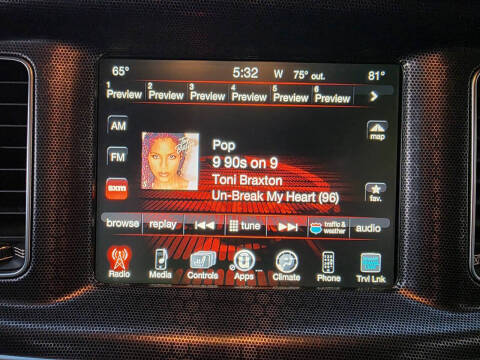 65° 5:32 W 75° out. 81°
1 2 3 4 5 6
Preview Preview Preview Preview Preview Preview
AM
FM
sxm
Pop
9 90s on 9
Toni Braxton
Un-Break My Heart (96)
map
fav.
browse replay tune traffic & weather audio
Radio Media Controls Apps Climate Phone Trvl Lnk